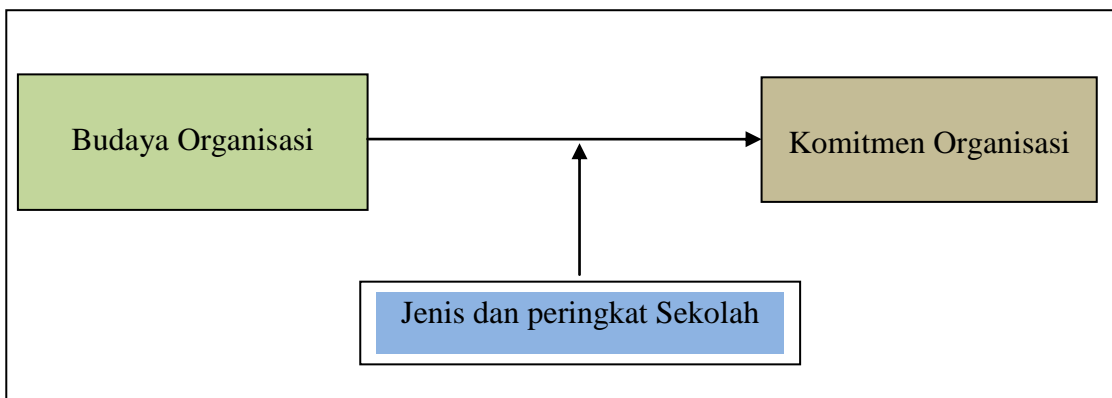 Budaya Organisasi
Komitmen Organisasi
Jenis dan peringkat Sekolah